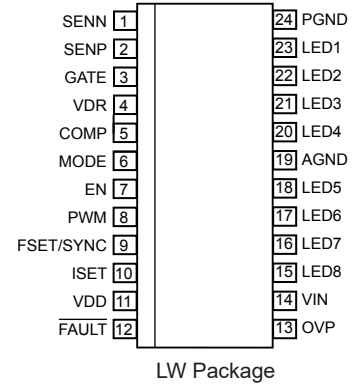 SENN 1 24 PGND
SENP 2 23 LED1
GATE 3 22 LED2
VDR 4 21 LED3
COMP 5 20 LED4
MODE 6 19 AGND
EN 7 18 LED5
PWM 8 17 LED6
FSET/SYNC 9 16 LED7
ISET 10 15 LED8
VDD 11 14 VIN
FAULT 12 13 OVP
LW Package